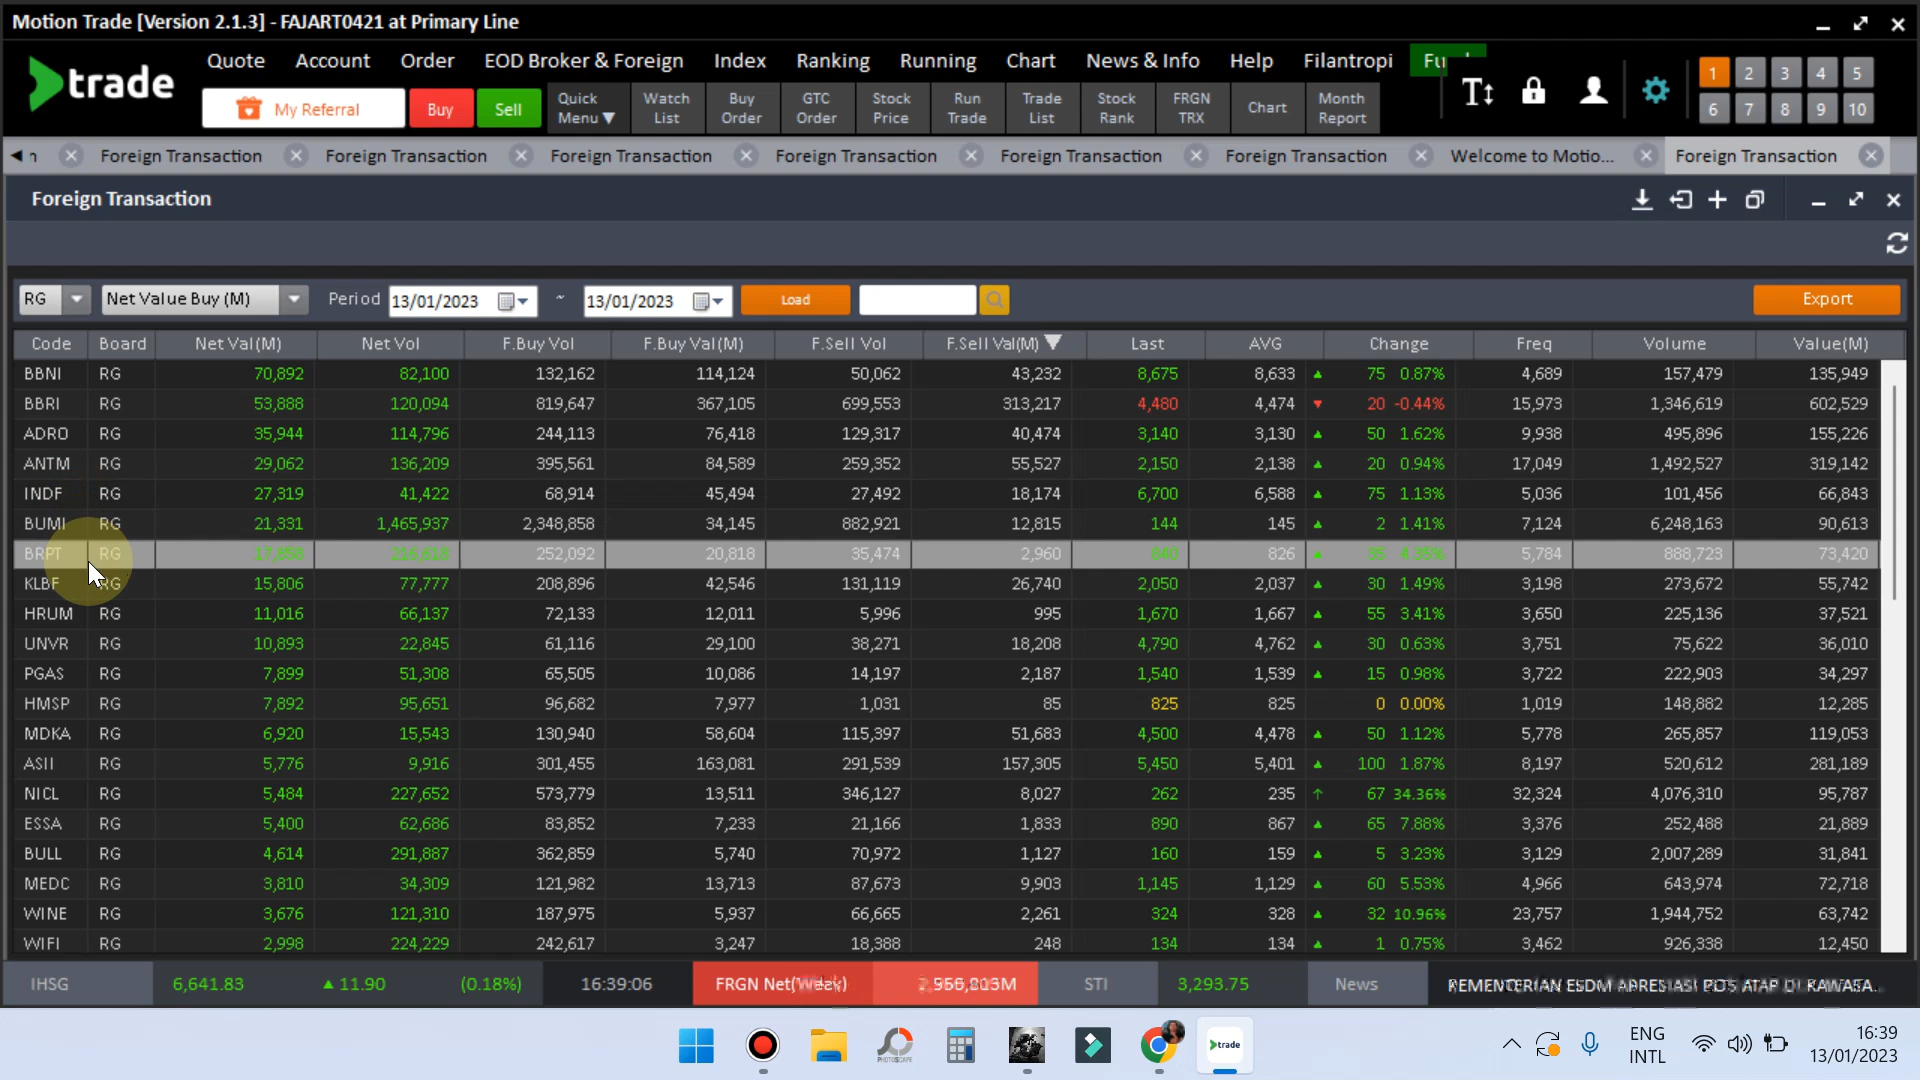 Motion Trade [Version 2.1.3] - FAJART0421 at Primary Line
trade
Quote Account Order EOD Broker & Foreign Index Ranking Running Chart News & Info Help Filantropi
My Referral Buy Sell Quick Menu ▼ Watch List Buy Order GTC Order Stock Price Run Trade Trade List Stock Rank FRGN TRX Chart Month Report
1 2 3 4 5
6 7 8 9 10
Foreign Transaction Foreign Transaction Foreign Transaction Foreign Transaction Foreign Transaction Foreign Transaction Welcome to Motio... Foreign Transaction
Foreign Transaction
RG Net Value Buy (M) Period 13/01/2023 ~ 13/01/2023 Load Export
Code Board Net Val(M) Net Vol F.Buy Vol F.Buy Val(M) F.Sell Vol F.Sell Val(M) ▼ Last AVG Change Freq Volume Value(M)
BBNI RG 70,892 82,100 132,162 114,124 50,062 43,232 8,675 8,633 ▲ 75 0.87% 4,689 157,479 135,949
BBRI RG 53,888 120,094 819,647 367,105 699,553 313,217 4,480 4,474 ▼ 20 -0.44% 15,973 1,346,619 602,529
ADRO RG 35,944 114,796 244,113 76,418 129,317 40,474 3,140 3,130 ▲ 50 1.62% 9,938 495,896 155,226
ANTM RG 29,062 136,209 395,561 84,589 259,352 55,527 2,150 2,138 ▲ 20 0.94% 17,049 1,492,527 319,142
INDF RG 27,319 41,422 68,914 45,494 27,492 18,174 6,700 6,588 ▲ 75 1.13% 5,036 101,456 66,843
BUMI RG 21,331 1,465,937 2,348,858 34,145 882,921 12,815 144 145 ▲ 2 1.41% 7,124 6,248,163 90,613
BRPT RG 17,858 216,618 252,092 20,818 35,474 2,960 840 826 ▲ 35 4.35% 5,784 888,723 73,420
KLBF RG 15,806 77,777 208,896 42,546 131,119 26,740 2,050 2,037 ▲ 30 1.49% 3,198 273,672 55,742
HRUM RG 11,016 66,137 72,133 12,011 5,996 995 1,670 1,667 ▲ 55 3.41% 3,650 225,136 37,521
UNVR RG 10,893 22,845 61,116 29,100 38,271 18,208 4,790 4,762 ▲ 30 0.63% 3,751 75,622 36,010
PGAS RG 7,899 51,308 65,505 10,086 14,197 2,187 1,540 1,539 ▲ 15 0.98% 3,722 222,903 34,297
HMSP RG 7,892 95,651 96,682 7,977 1,031 85 825 825 0 0.00% 1,019 148,882 12,285
MDKA RG 6,920 15,543 130,940 58,604 115,397 51,683 4,500 4,478 ▲ 50 1.12% 5,778 265,857 119,053
ASII RG 5,776 9,916 301,455 163,081 291,539 157,305 5,450 5,401 ▲ 100 1.87% 8,197 520,612 281,189
NICL RG 5,484 227,652 573,779 13,511 346,127 8,027 262 235 ↑ 67 34.36% 32,324 4,076,310 95,787
ESSA RG 5,400 62,686 83,852 7,233 21,166 1,833 890 867 ▲ 65 7.88% 3,376 252,488 21,889
BULL RG 4,614 291,887 362,859 5,740 70,972 1,127 160 159 ▲ 5 3.23% 3,129 2,007,289 31,841
MEDC RG 3,810 34,309 121,982 13,713 87,673 9,903 1,145 1,129 ▲ 60 5.53% 4,966 643,974 72,718
WINE RG 3,676 121,310 187,975 5,937 66,665 2,261 324 328 ▲ 32 10.96% 23,757 1,944,752 63,742
WIFI RG 2,998 224,229 242,617 3,247 18,388 248 134 134 ▲ 1 0.75% 3,462 926,338 12,450
IHSG 6,641.83 ▲ 11.90 (0.18%) 16:39:06 FRGN Net STI 3,293.75 News
PHOTOSCAPE
trade
ENG
INTL
16:39
13/01/2023